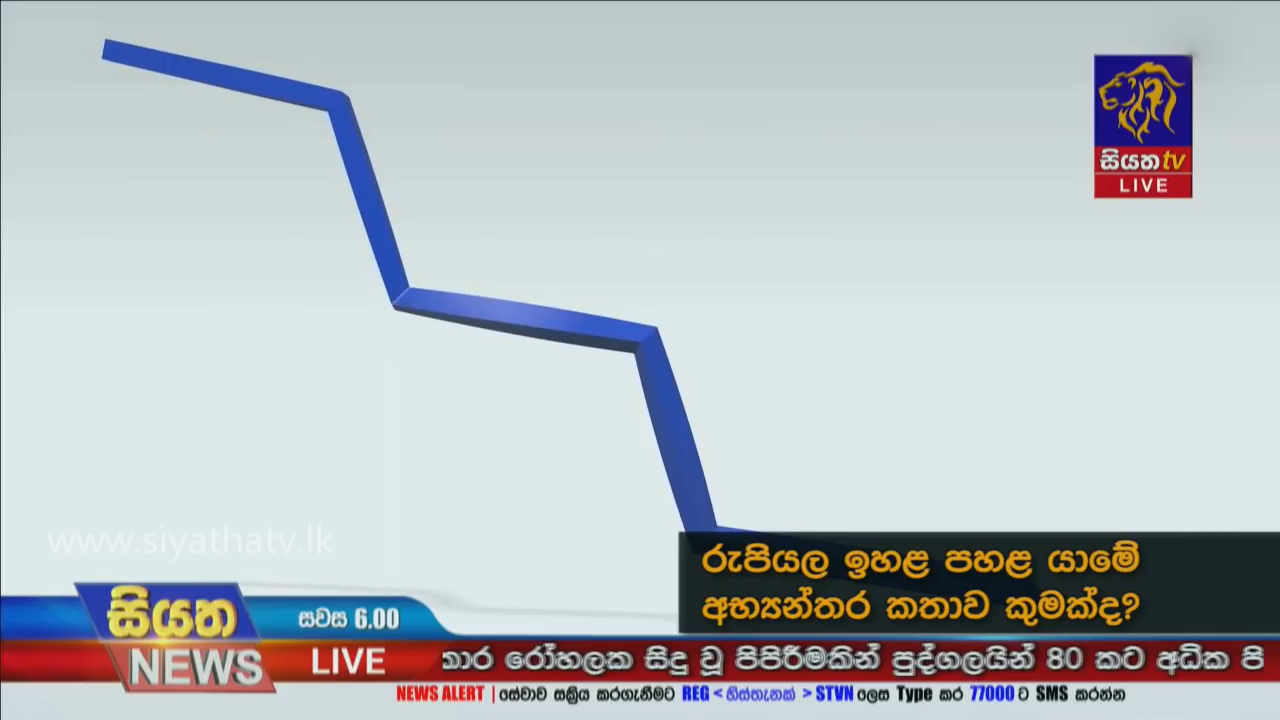 සියත tv
LIVE
www.siyathatv.lk
රුපියල ඉහළ පහළ යාමේ
අභ්‍යන්තර කතාව කුමක්ද?
සියත
NEWS
සවස 6.00
LIVE
රෝහලක සිදු වූ පිපිරීමකින් පුද්ගලයින් 80 කට අධික
NEWS ALERT | සේවාව සක්‍රිය කරගැනීමට REG < හිස්තැනක් > STVN ලෙස Type කර 77000 ට SMS කරන්න